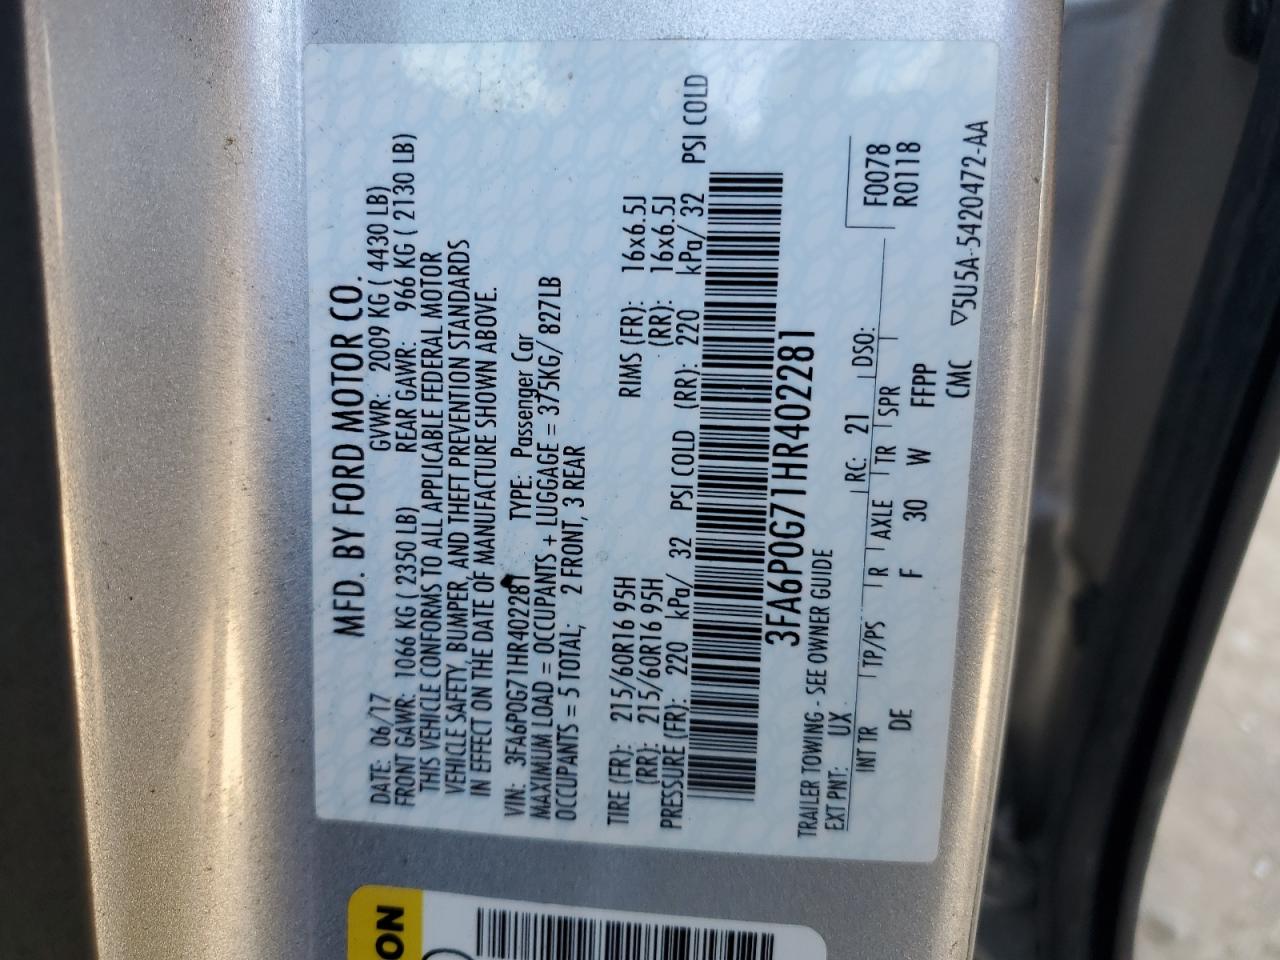 MFD. BY FORD MOTOR CO.
DATE: 06/17 GVWR: 2009 KG ( 4430 LB)
FRONT GAWR: 1066 KG ( 2350 LB) REAR GAWR: 966 KG ( 2130 LB)
THIS VEHICLE CONFORMS TO ALL APPLICABLE FEDERAL MOTOR
VEHICLE SAFETY, BUMPER, AND THEFT PREVENTION STANDARDS
IN EFFECT ON THE DATE OF MANUFACTURE SHOWN ABOVE.
VIN: 3FA6P0G71HR402281 TYPE: Passenger Car
MAXIMUM LOAD = OCCUPANTS + LUGGAGE = 375KG/ 827LB
OCCUPANTS = 5 TOTAL, 2 FRONT, 3 REAR
TIRE (FR): 215/60R16 95H RIMS (FR): 16x6.5J
(RR): 215/60R16 95H (RR): 16x6.5J
PRESSURE (FR): 220 kPa/ 32 PSI COLD (RR): 220 kPa/ 32 PSI COLD
3FA6P0G71HR402281
TRAILER TOWING - SEE OWNER GUIDE
EXT PNT: UX RC: 21 DSO: F0078
R0118
INT TR TP/PS R AXLE TR SPR
DE F 30 W FFPP
CMC ▽5U5A-5420472-AA
ON